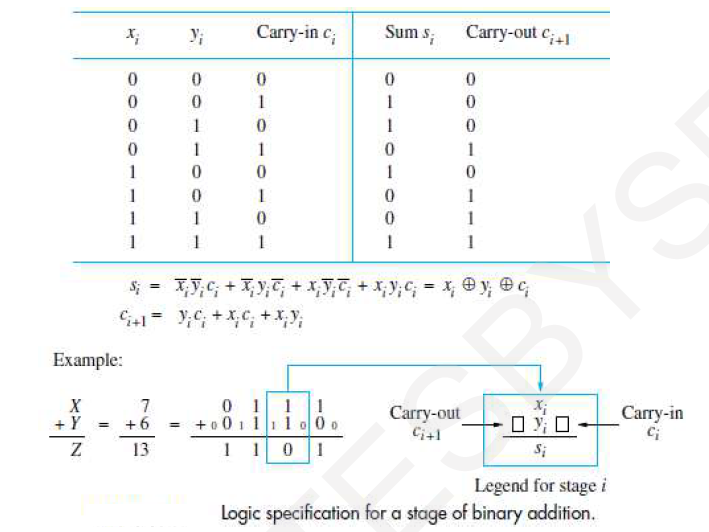 xᵢ yᵢ Carry-in cᵢ Sum sᵢ Carry-out cᵢ₊₁
0 0 0 0 0
0 0 1 1 0
0 1 0 1 0
0 1 1 0 1
1 0 0 1 0
1 0 1 0 1
1 1 0 0 1
1 1 1 1 1
sᵢ = x̅ᵢy̅ᵢcᵢ + x̅ᵢyᵢc̅ᵢ + xᵢy̅ᵢc̅ᵢ + xᵢyᵢcᵢ = xᵢ ⊕ yᵢ ⊕ cᵢ
cᵢ₊₁ = yᵢcᵢ + xᵢcᵢ + xᵢyᵢ
Example:
X 7 0 1 1 1 xᵢ
+ Y = + 6 = + 0 0 1 1 1 1 0 0 0 Carry-out cᵢ₊₁ yᵢ Carry-in cᵢ
Z 13 1 1 0 1 sᵢ
Legend for stage i
Logic specification for a stage of binary addition.